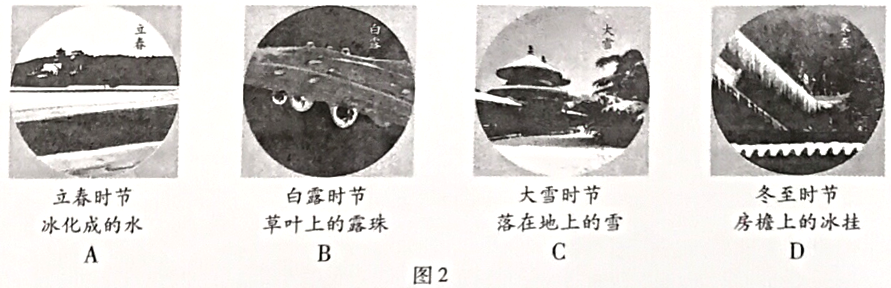 立春
白露
大雪
冬至
立春时节
冰化成的水
A
白露时节
草叶上的露珠
B
大雪时节
落在地上的雪
C
冬至时节
房檐上的冰挂
D
图2